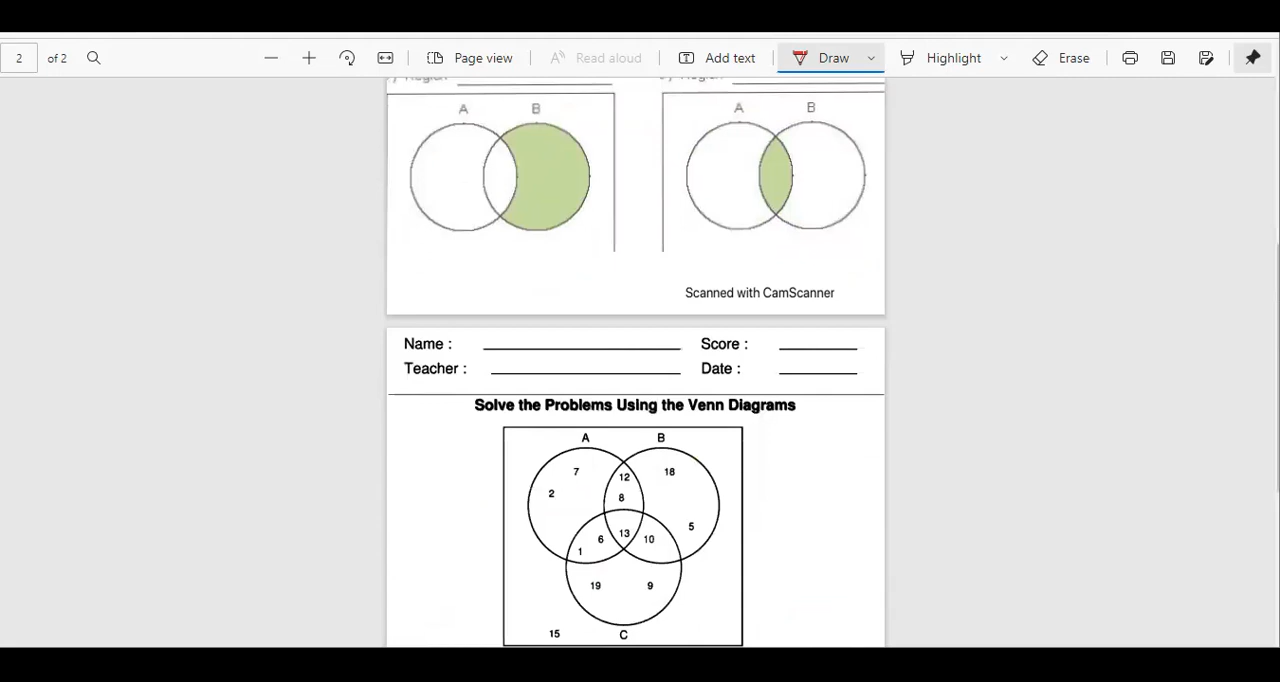 2 of 2 Page view Read aloud Add text Draw Highlight Erase
Region Region
A B A B
Scanned with CamScanner
Name : Score :
Teacher : Date :
Solve the Problems Using the Venn Diagrams
A B
7 12 18
2 8
5
6 13 10
1
19 9
15 C